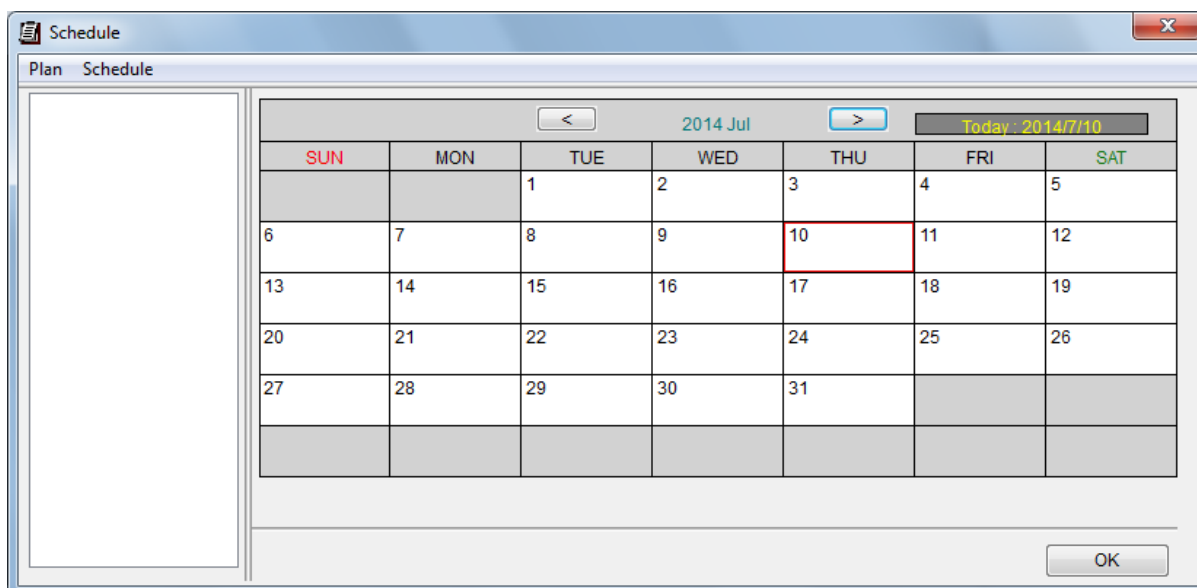 Schedule
Plan Schedule
< 2014 Jul > Today : 2014/7/10
SUN MON TUE WED THU FRI SAT
1 2 3 4 5
6 7 8 9 10 11 12
13 14 15 16 17 18 19
20 21 22 23 24 25 26
27 28 29 30 31
OK